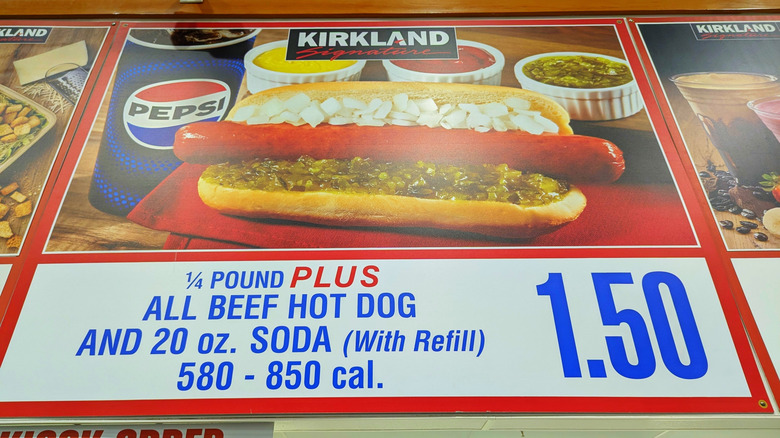 KIRKLAND
KIRKLAND
Signature
KIRKLAND
PEPSI
¼ POUND PLUS
ALL BEEF HOT DOG
AND 20 oz. SODA (With Refill)
580 - 850 cal.
1.50